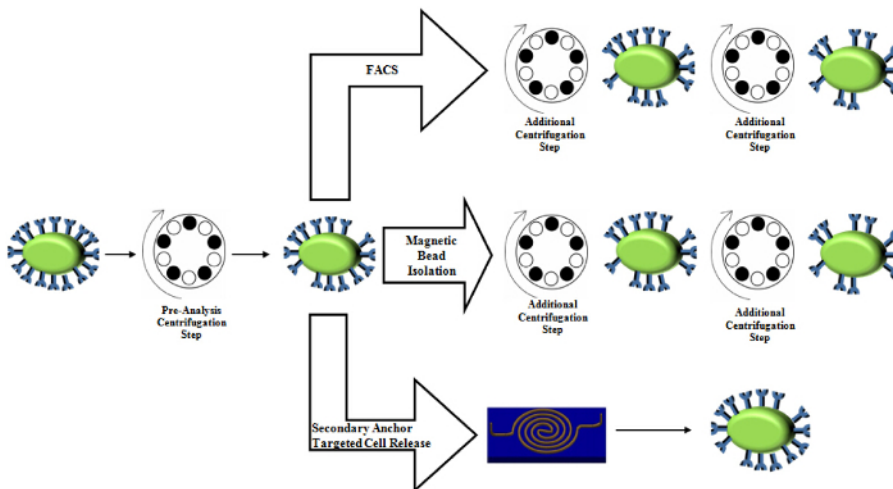 FACS
Additional
Centrifugation
Step
Additional
Centrifugation
Step
Pre-Analysis
Centrifugation
Step
Magnetic
Bead
Isolation
Additional
Centrifugation
Step
Additional
Centrifugation
Step
Secondary Anchor
Targeted Cell Release